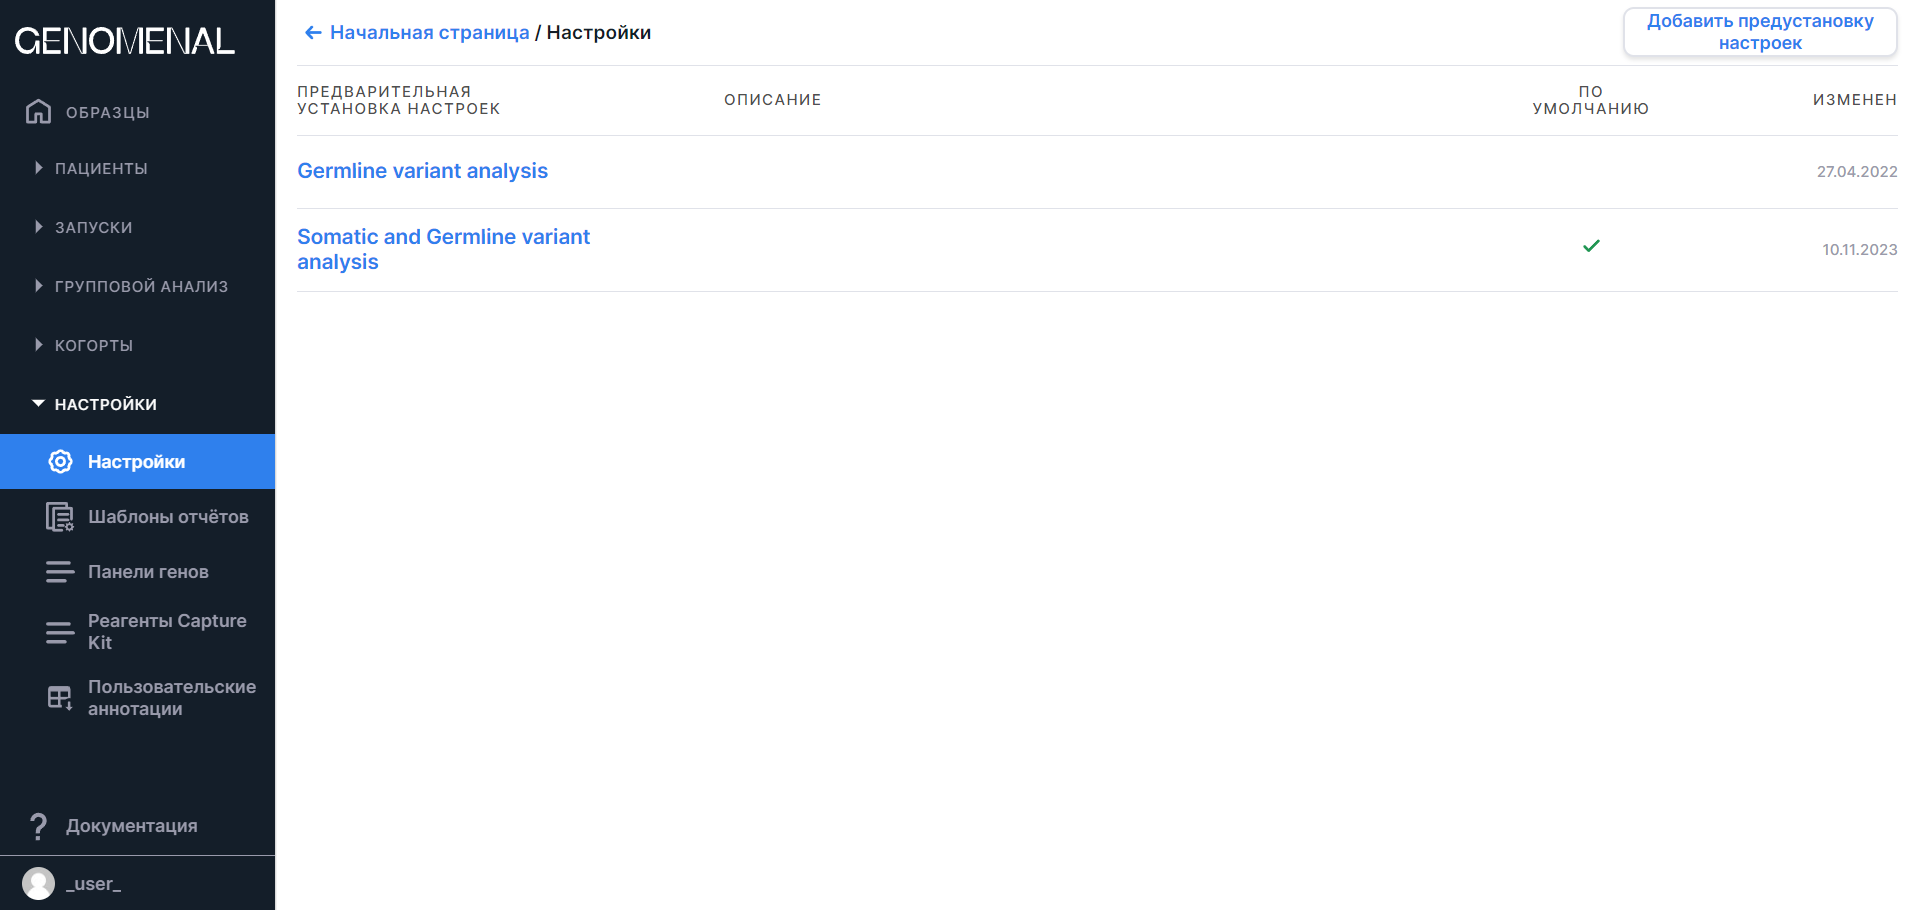 GENOMENAL
ОБРАЗЦЫ
ПАЦИЕНТЫ
ЗАПУСКИ
ГРУППОВОЙ АНАЛИЗ
КОГОРТЫ
НАСТРОЙКИ
Настройки
Шаблоны отчётов
Панели генов
Реагенты Capture
Kit
Пользовательские
аннотации
Документация
_user_
← Начальная страница / Настройки
Добавить предустановку
настроек
ПРЕДВАРИТЕЛЬНАЯ
УСТАНОВКА НАСТРОЕК
ОПИСАНИЕ
ПО
УМОЛЧАНИЮ
ИЗМЕНЕН
Germline variant analysis
27.04.2022
Somatic and Germline variant
analysis
10.11.2023